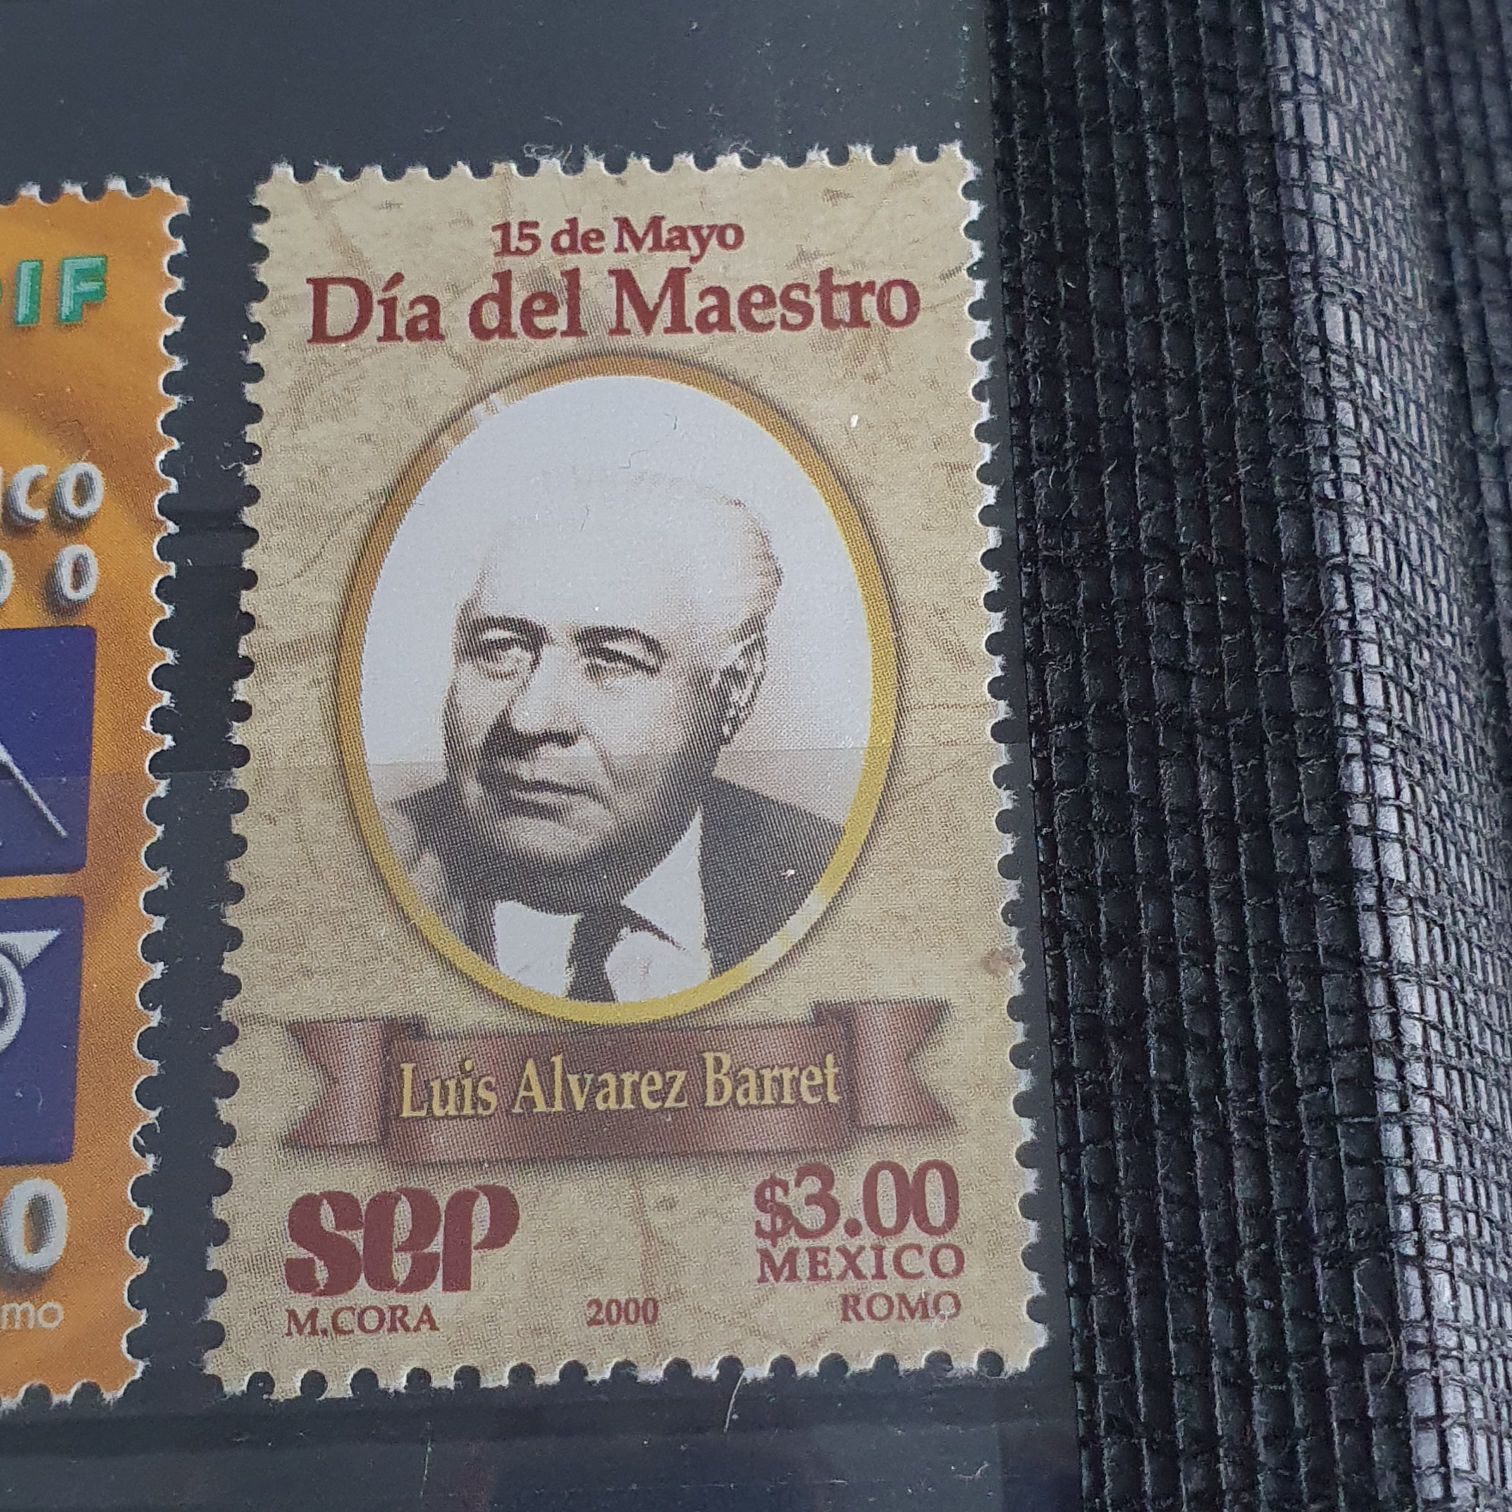 15 de Mayo
Día del Maestro
Luis Alvarez Barret
sep
$3.00
MEXICO
M.CORA
2000
ROMO